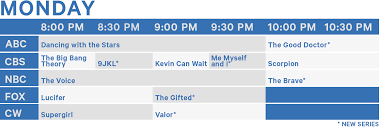 MONDAY
8:00 PM 8:30 PM 9:00 PM 9:30 PM 10:00 PM 10:30 PM
ABC Dancing with the Stars The Good Doctor*
CBS The Big Bang Theory 9JKL* Kevin Can Wait Me Myself and I* Scorpion
NBC The Voice The Brave*
FOX Lucifer The Gifted*
CW Supergirl Valor*
* NEW SERIES